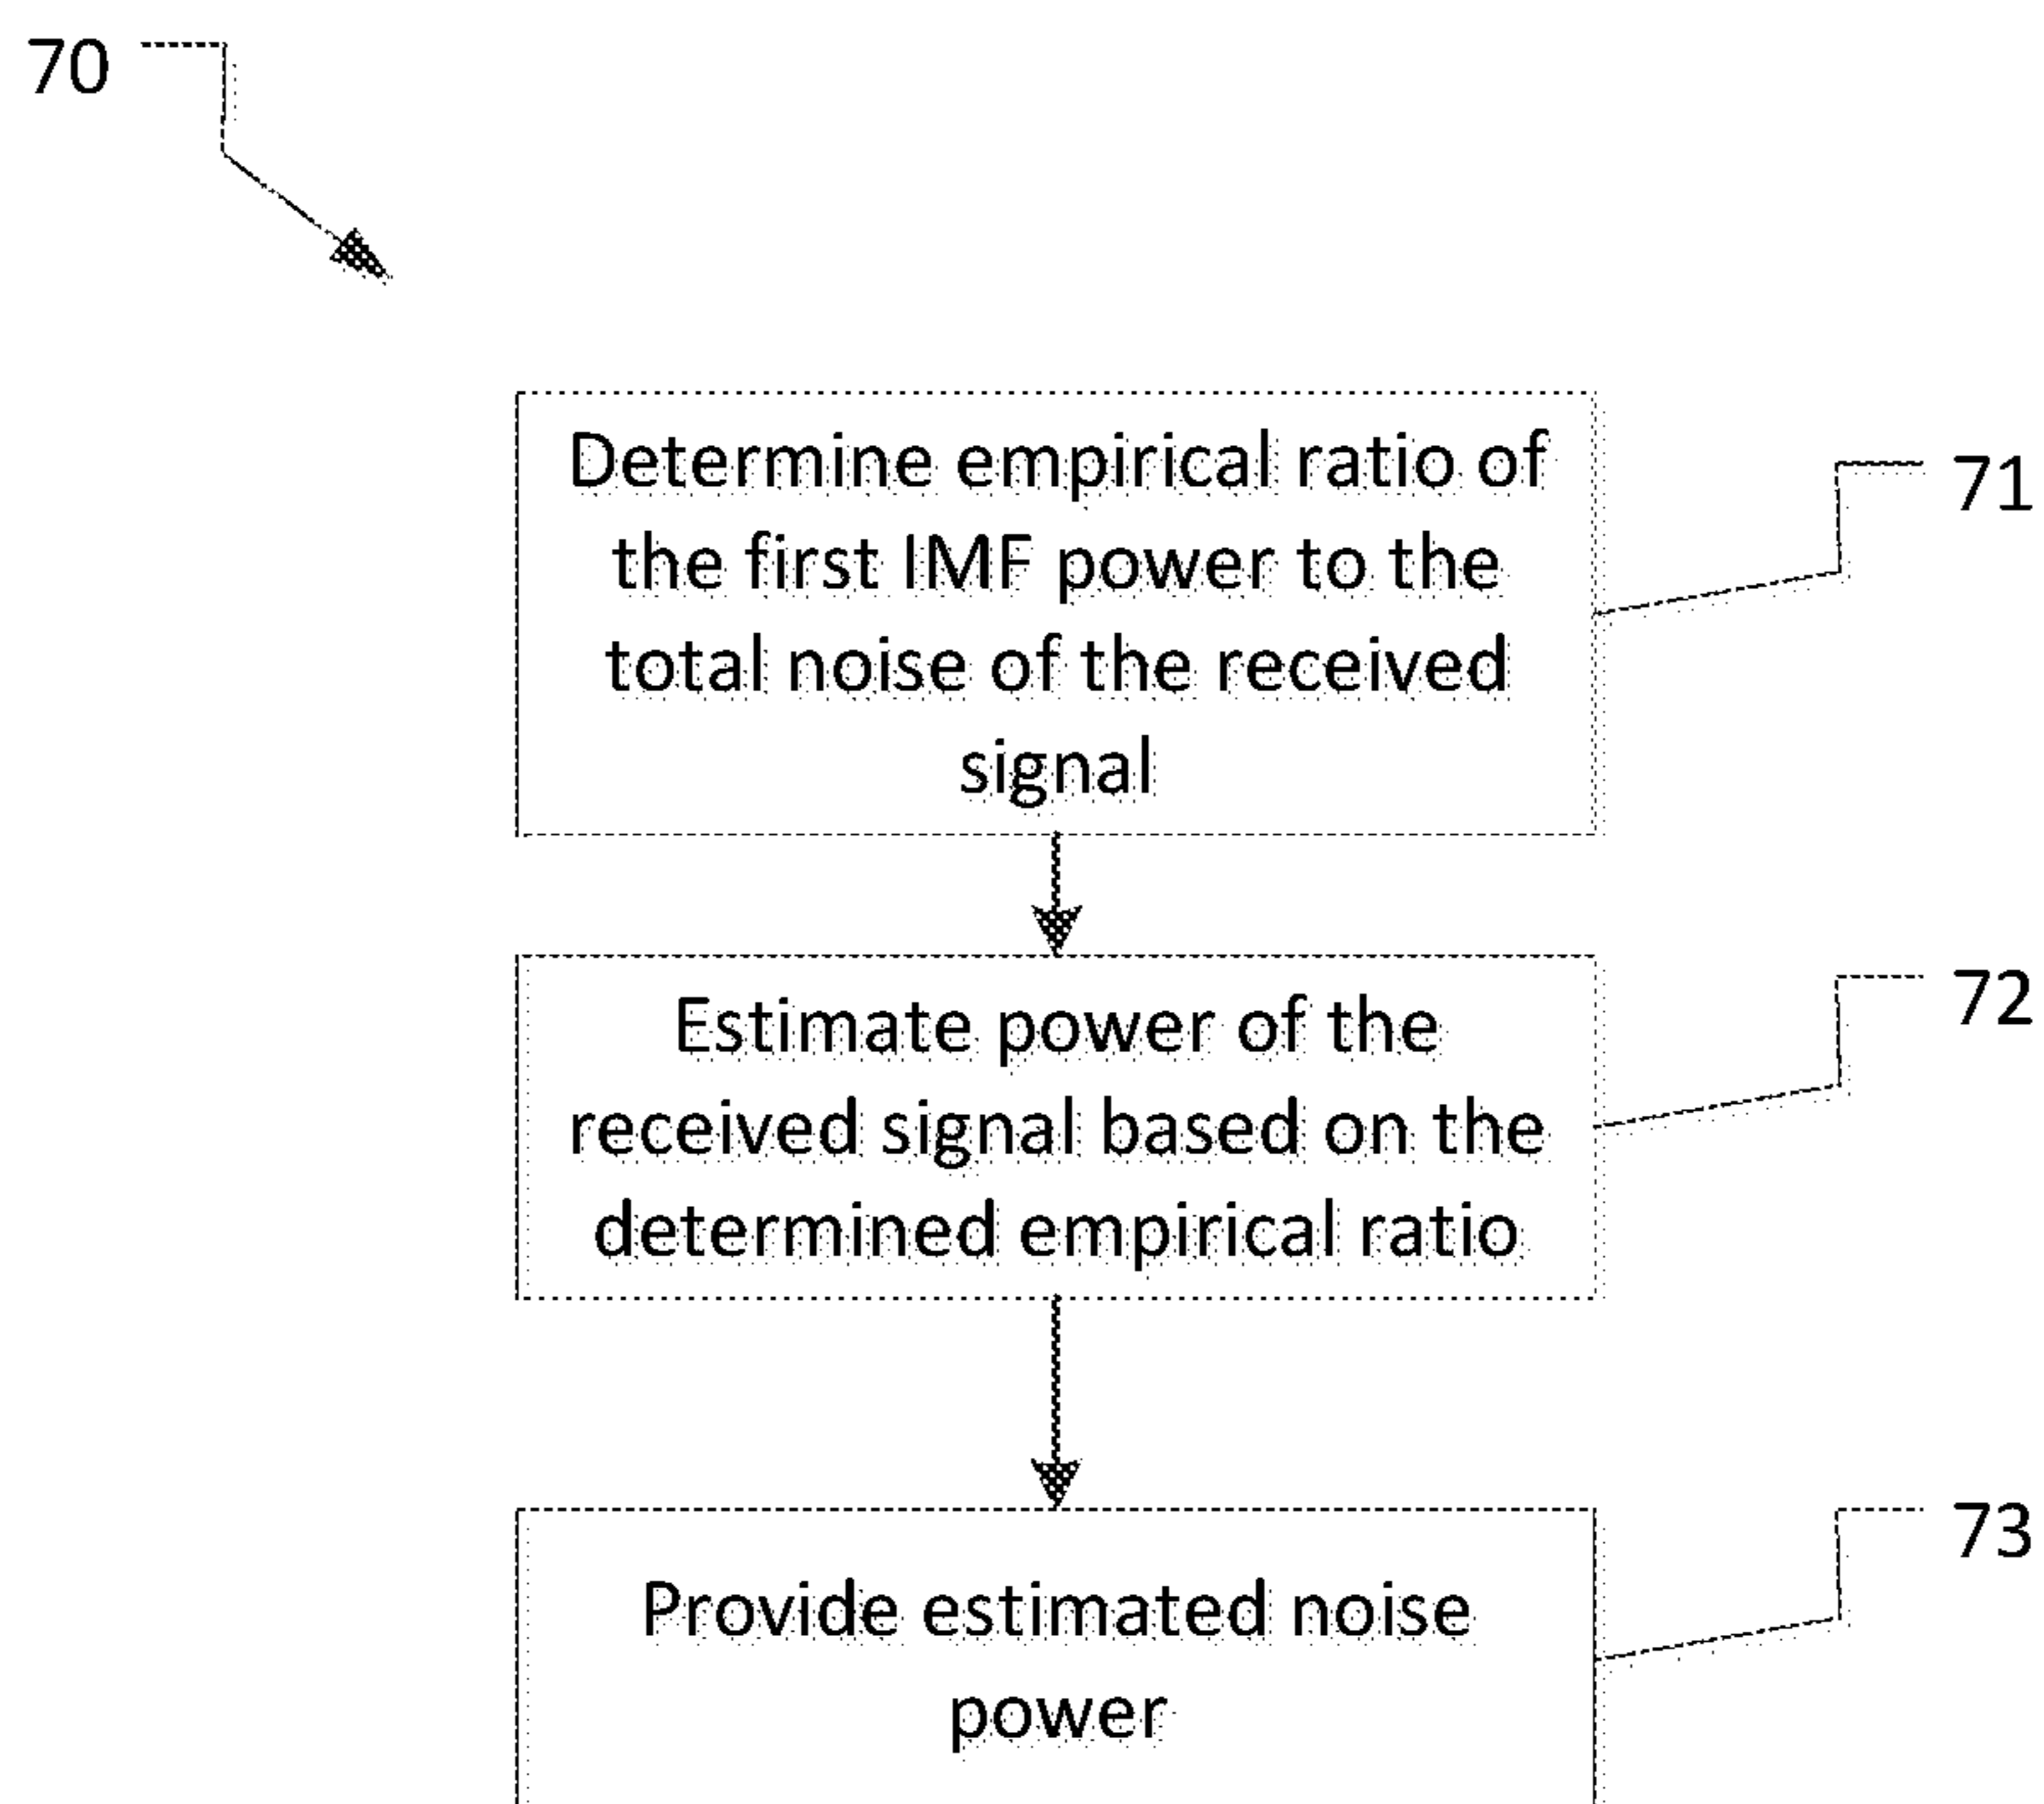 70
Determine empirical ratio of
the first IMF power to the
total noise of the received
signal
71
Estimate power of the
received signal based on the
determined empirical ratio
72
Provide estimated noise
power
73